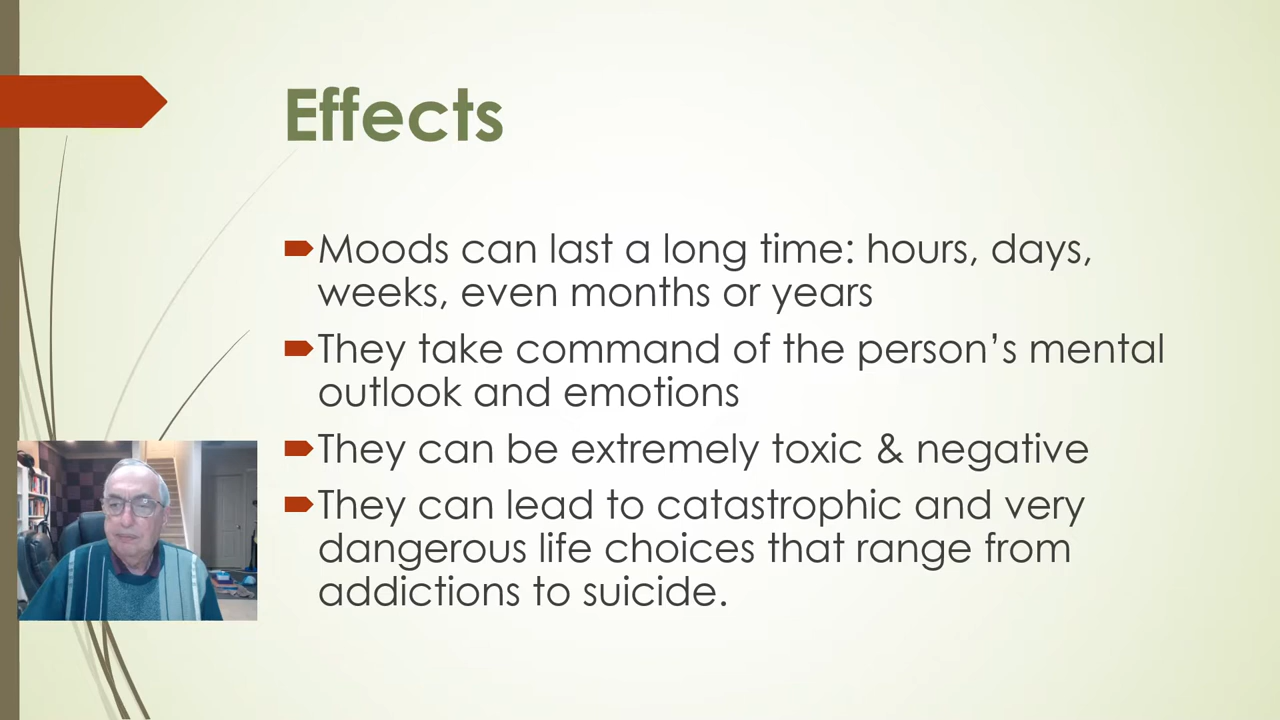 Effects
Moods can last a long time: hours, days,
weeks, even months or years
They take command of the person’s mental
outlook and emotions
They can be extremely toxic & negative
They can lead to catastrophic and very
dangerous life choices that range from
addictions to suicide.